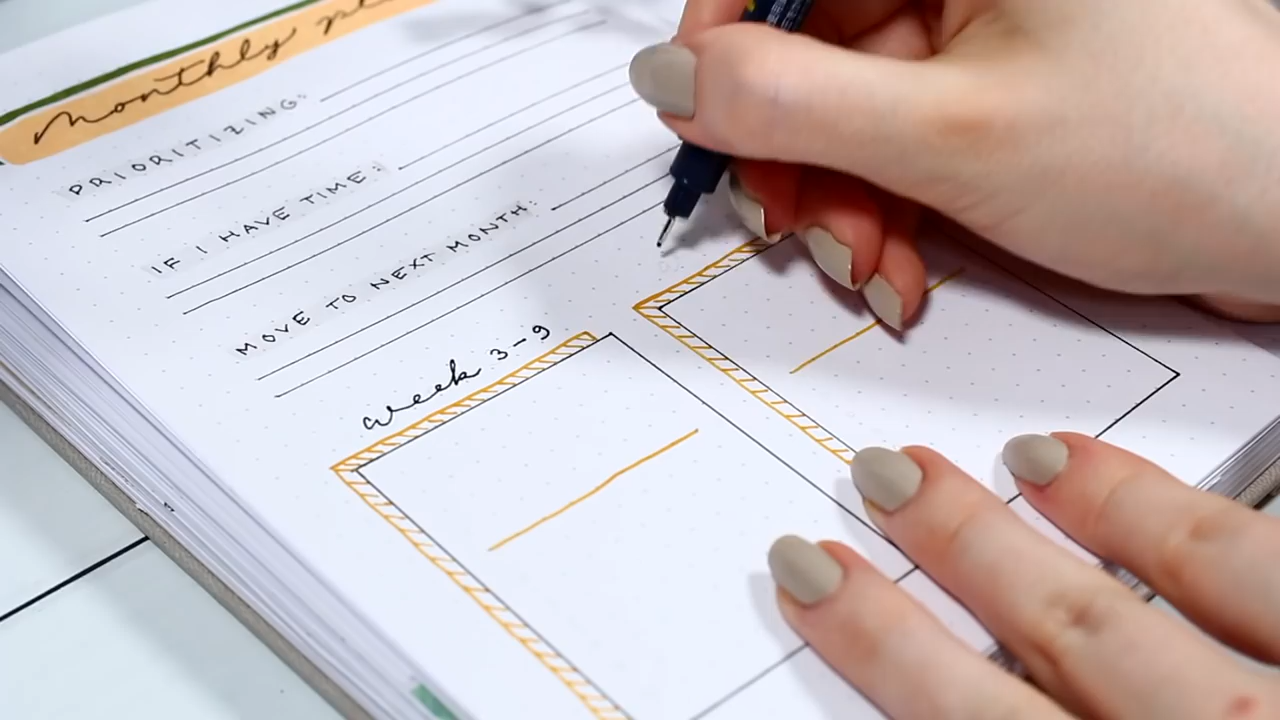 monthly
PRIORITIZING:
IF I HAVE TIME:
MOVE TO NEXT MONTH:
week 3-9